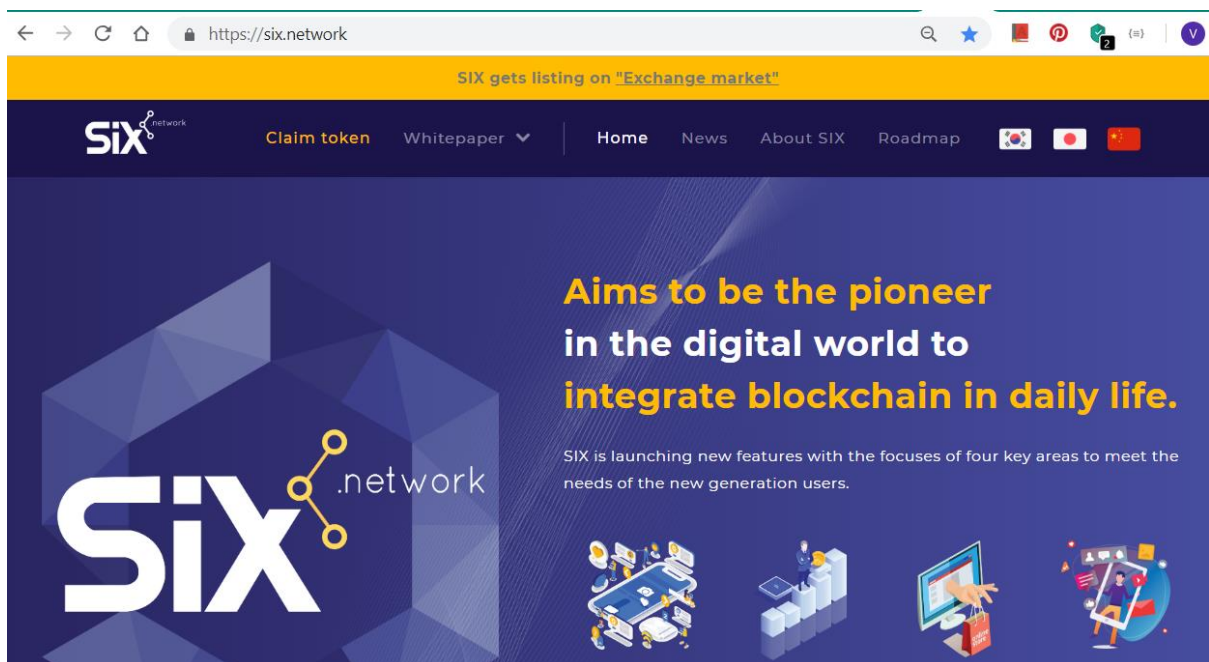 https://six.network
2
{=}
V
SIX gets listing on "Exchange market"
SiX.network
Claim token
Whitepaper
Home
News
About SIX
Roadmap
Aims to be the pioneer
in the digital world to
integrate blockchain in daily life.
SIX is launching new features with the focuses of four key areas to meet the
needs of the new generation users.
SiX.network
online
store